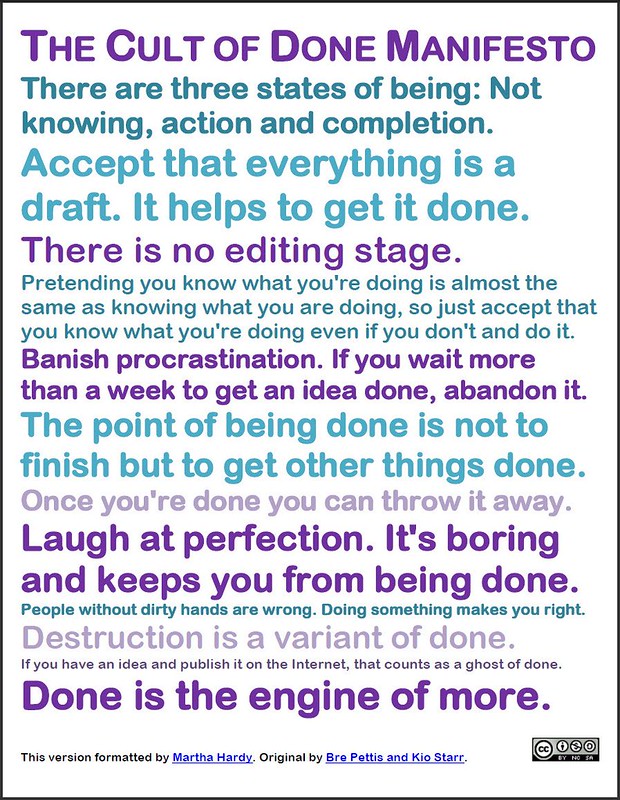 THE CULT OF DONE MANIFESTO
There are three states of being: Not
knowing, action and completion.
Accept that everything is a
draft. It helps to get it done.
There is no editing stage.
Pretending you know what you're doing is almost the
same as knowing what you are doing, so just accept that
you know what you're doing even if you don't and do it.
Banish procrastination. If you wait more
than a week to get an idea done, abandon it.
The point of being done is not to
finish but to get other things done.
Once you're done you can throw it away.
Laugh at perfection. It's boring
and keeps you from being done.
People without dirty hands are wrong. Doing something makes you right.
Destruction is a variant of done.
If you have an idea and publish it on the Internet, that counts as a ghost of done.
Done is the engine of more.
This version formatted by Martha Hardy. Original by Bre Pettis and Kio Starr.
cc
BY NC SA